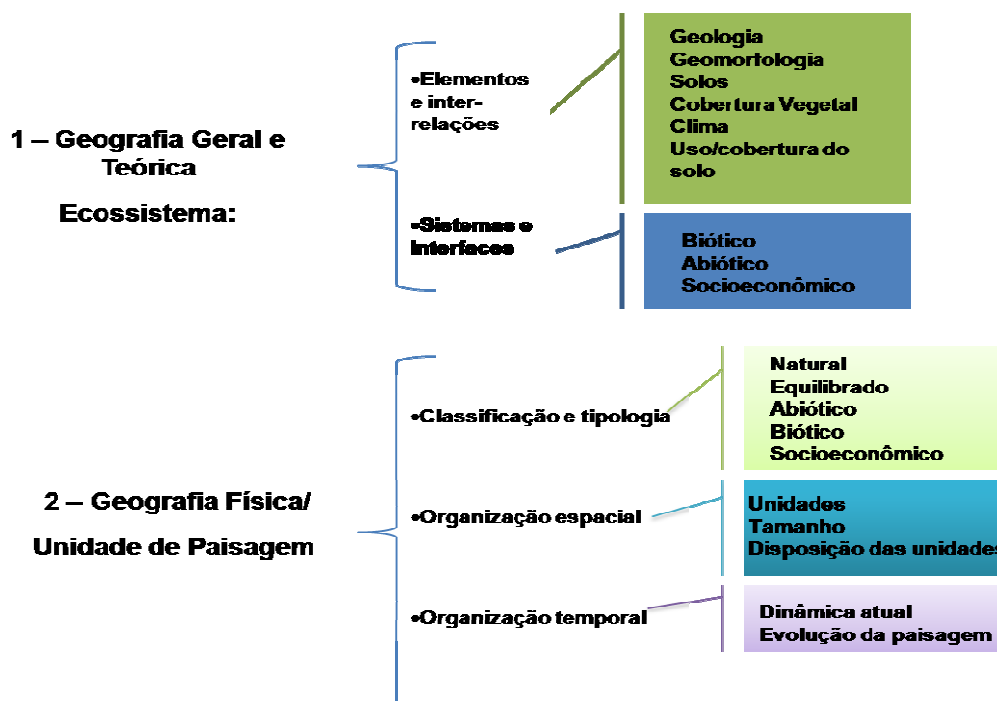 1 – Geografia Geral e
Teórica
Ecossistema:
•Elementos
e inter-
relações
Geologia
Geomorfologia
Solos
Cobertura Vegetal
Clima
Uso/cobertura do
solo
•Sistemas e
Interfaces
Biótico
Abiótico
Socioeconômico
2 – Geografia Física/
Unidade de Paisagem
•Classificação e tipologia
Natural
Equilibrado
Abiótico
Biótico
Socioeconômico
•Organização espacial
Unidades
Tamanho
Disposição das unidades
•Organização temporal
Dinâmica atual
Evolução da paisagem